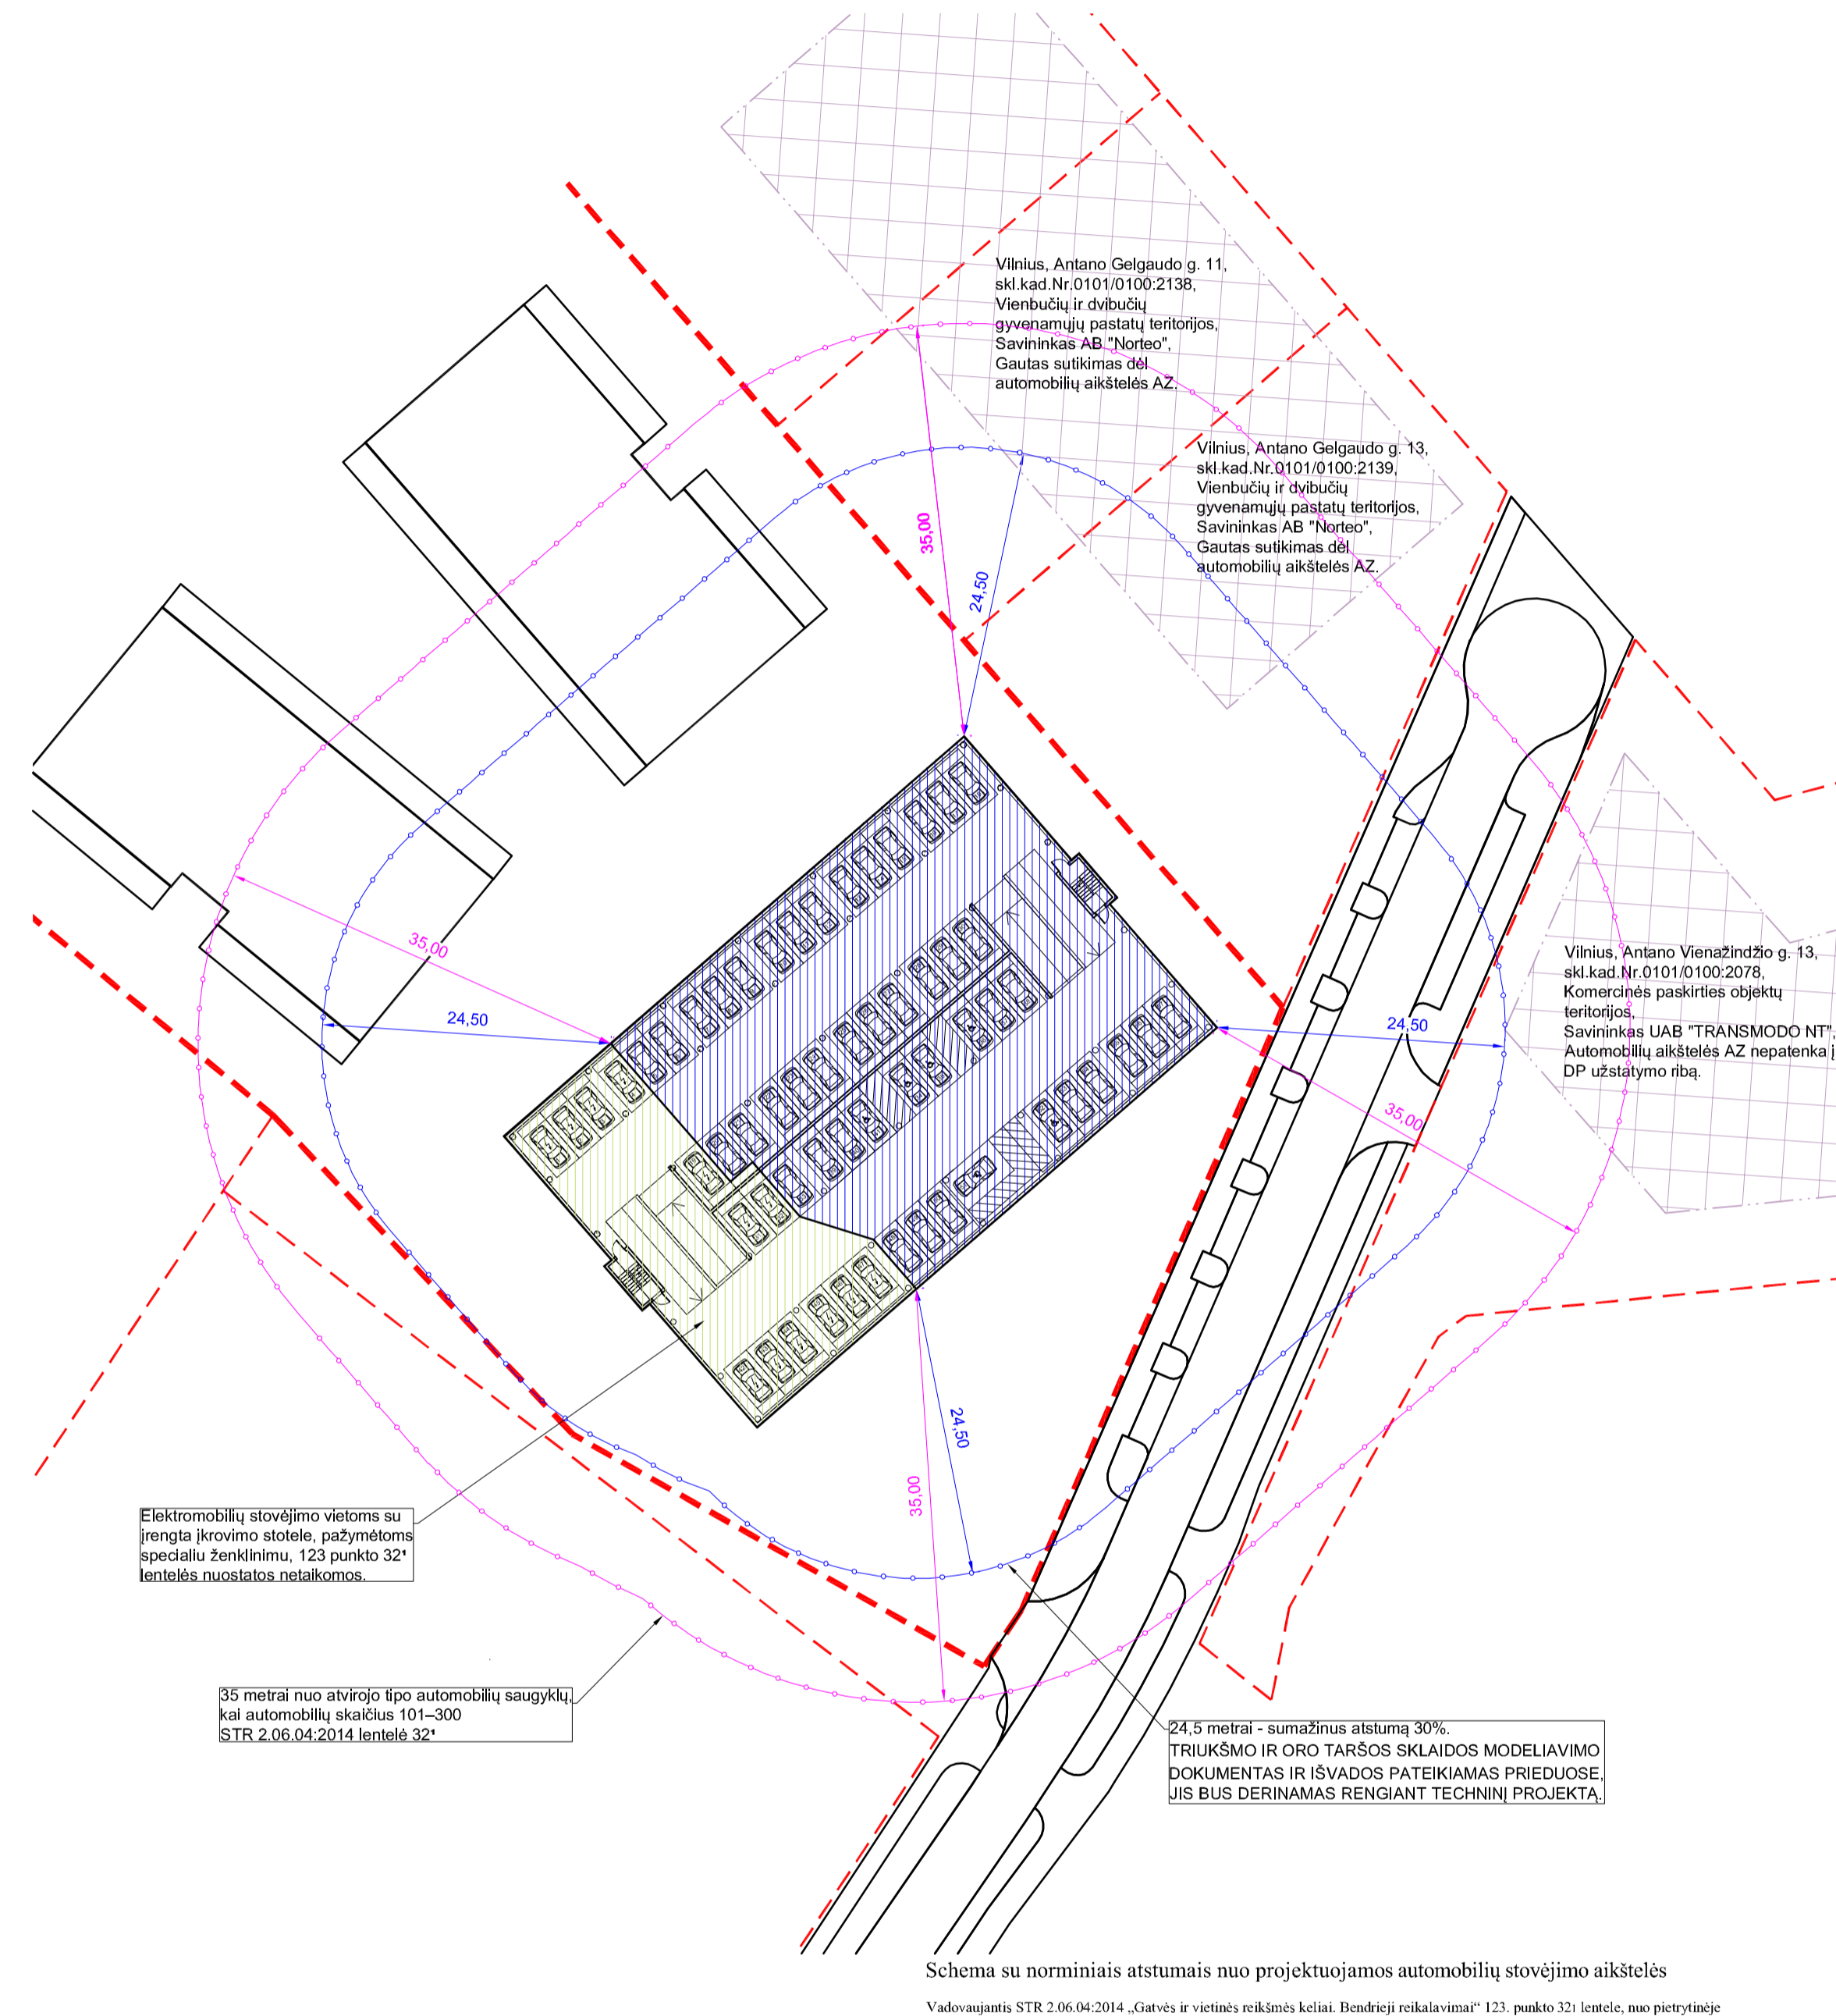 Vilnius, Antano Gelgaudo g. 11,
skl.kad.Nr.0101/0100:2138,
Vienbučių ir dvibučių
gyvenamųjų pastatų teritorijos,
Savininkas AB "Norteo",
Gautas sutikimas dėl
automobilių aikštelės AZ.
Vilnius, Antano Gelgaudo g. 13,
skl.kad.Nr.0101/0100:2139,
Vienbučių ir dvibučių
gyvenamųjų pastatų teritorijos,
Savininkas AB "Norteo",
Gautas sutikimas dėl
automobilių aikštelės AZ.
35,00
24,50
35,00
24,50
Vilnius, Antano Vienažindžio g. 13,
skl.kad.Nr.0101/0100:2078,
Komercinės paskirties objektų
teritorijos,
Savininkas UAB "TRANSMODO NT",
Automobilių aikštelės AZ nepatenka į
DP užstatymo ribą.
24,50
35,00
24,50
35,00
Elektromobilių stovėjimo vietoms su
įrengta įkrovimo stotele, pažymėtoms
specialiu ženklinimu, 123 punkto 32¹
lentelės nuostatos netaikomos.
35 metrai nuo atvirojo tipo automobilių saugyklų,
kai automobilių skaičius 101–300
STR 2.06.04:2014 lentelė 32¹
24,5 metrai - sumažinus atstumą 30%.
TRIUKŠMO IR ORO TARŠOS SKLAIDOS MODELIAVIMO
DOKUMENTAS IR IŠVADOS PATEIKIAMAS PRIEDUOSE,
JIS BUS DERINAMAS RENGIANT TECHNINĮ PROJEKTĄ.
Schema su norminiais atstumais nuo projektuojamos automobilių stovėjimo aikštelės
Vadovaujantis STR 2.06.04:2014 „Gatvės ir vietinės reikšmės keliai. Bendrieji reikalavimai“ 123. punkto 321 lentele, nuo pietrytinėje